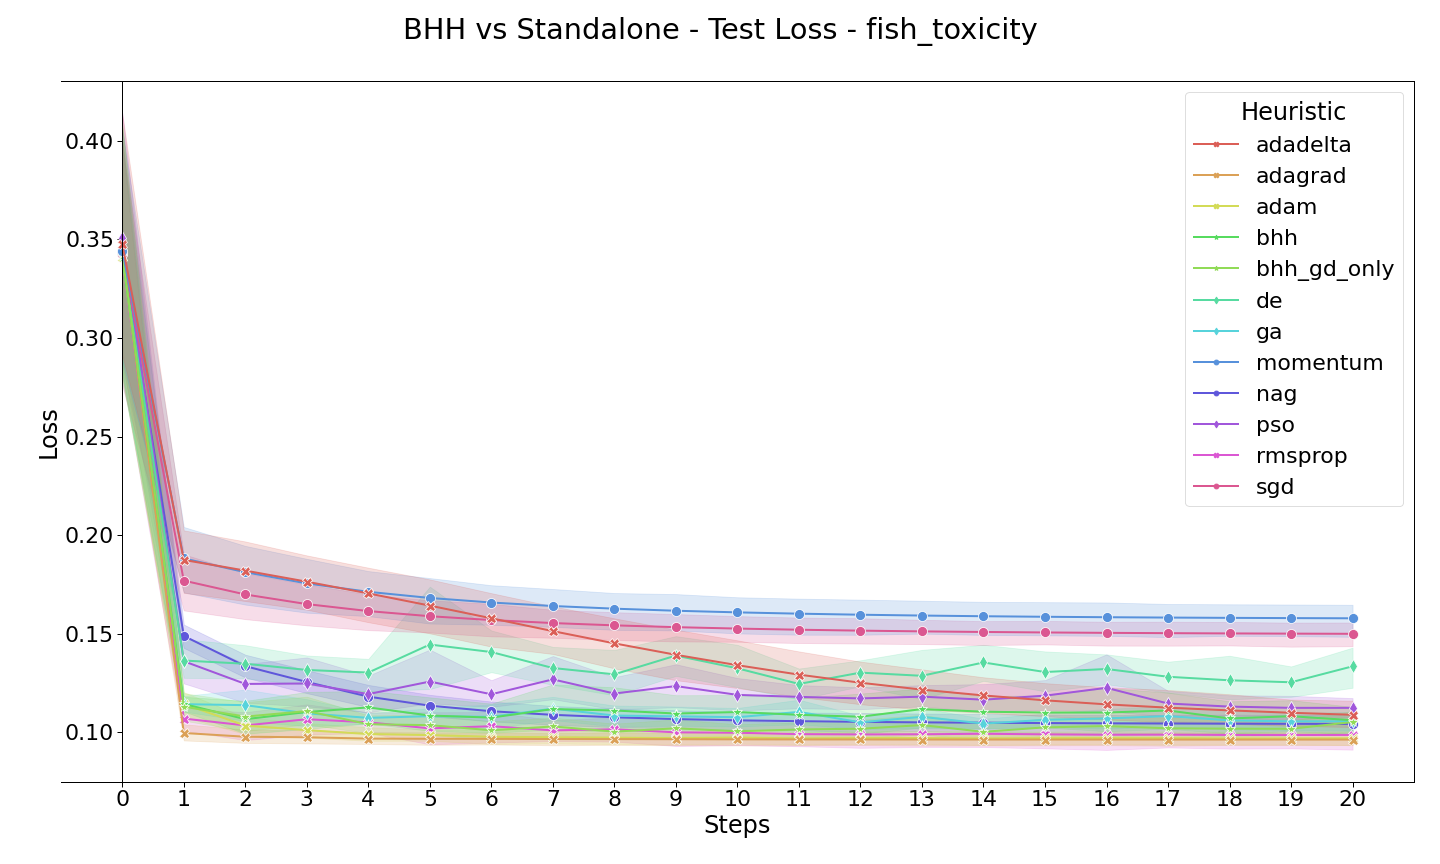 BHH vs Standalone - Test Loss - fish_toxicity
Heuristic
adadelta
adagrad
adam
bhh
bhh_gd_only
de
ga
momentum
nag
pso
rmsprop
sgd
Loss
0.40
0.35
0.30
0.25
0.20
0.15
0.10
0 1 2 3 4 5 6 7 8 9 10 11 12 13 14 15 16 17 18 19 20
Steps